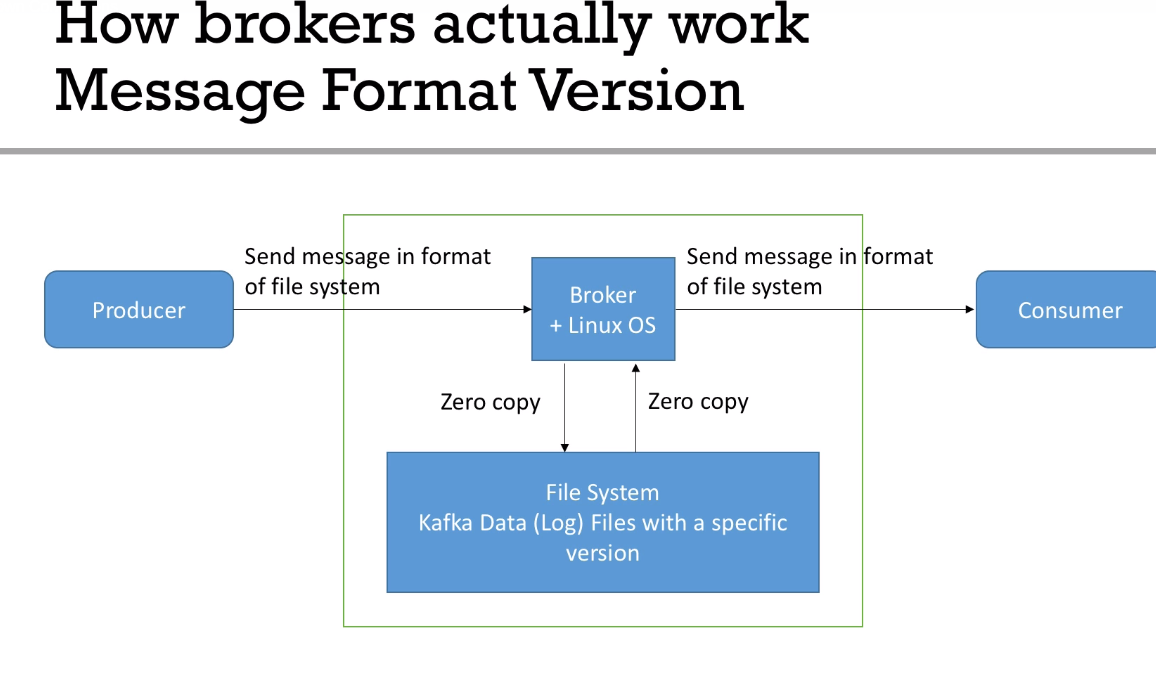 How brokers actually work
Message Format Version
Send message in format
of file system
Send message in format
of file system
Producer
Broker
+ Linux OS
Consumer
Zero copy
Zero copy
File System
Kafka Data (Log) Files with a specific
version